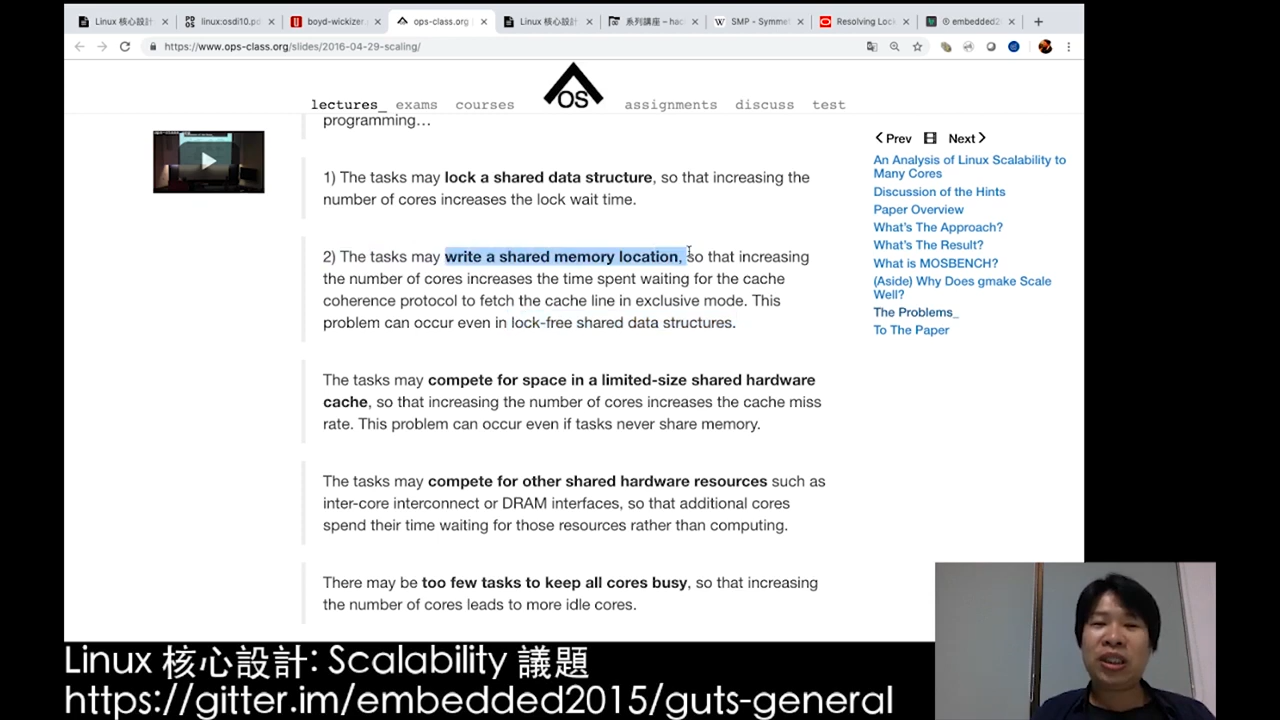 Linux 核心設計
linux:osdi10.pd
boyd-wickizer.
ops-class.org
Linux 核心設計
系列講座 – hac
SMP - Symmet
Resolving Loc
embedded2
https://www.ops-class.org/slides/2016-04-29-scaling/
lectures_ exams courses OS assignments discuss test
programming…
1) The tasks may lock a shared data structure, so that increasing the
number of cores increases the lock wait time.
2) The tasks may write a shared memory location, so that increasing
the number of cores increases the time spent waiting for the cache
coherence protocol to fetch the cache line in exclusive mode. This
problem can occur even in lock-free shared data structures.
The tasks may compete for space in a limited-size shared hardware
cache, so that increasing the number of cores increases the cache miss
rate. This problem can occur even if tasks never share memory.
The tasks may compete for other shared hardware resources such as
inter-core interconnect or DRAM interfaces, so that additional cores
spend their time waiting for those resources rather than computing.
There may be too few tasks to keep all cores busy, so that increasing
the number of cores leads to more idle cores.
Prev Next
An Analysis of Linux Scalability to
Many Cores
Discussion of the Hints
Paper Overview
What's The Approach?
What's The Result?
What is MOSBENCH?
(Aside) Why Does gmake Scale
Well?
The Problems_
To The Paper
Linux 核心設計: Scalability 議題
https://gitter.im/embedded2015/guts-general